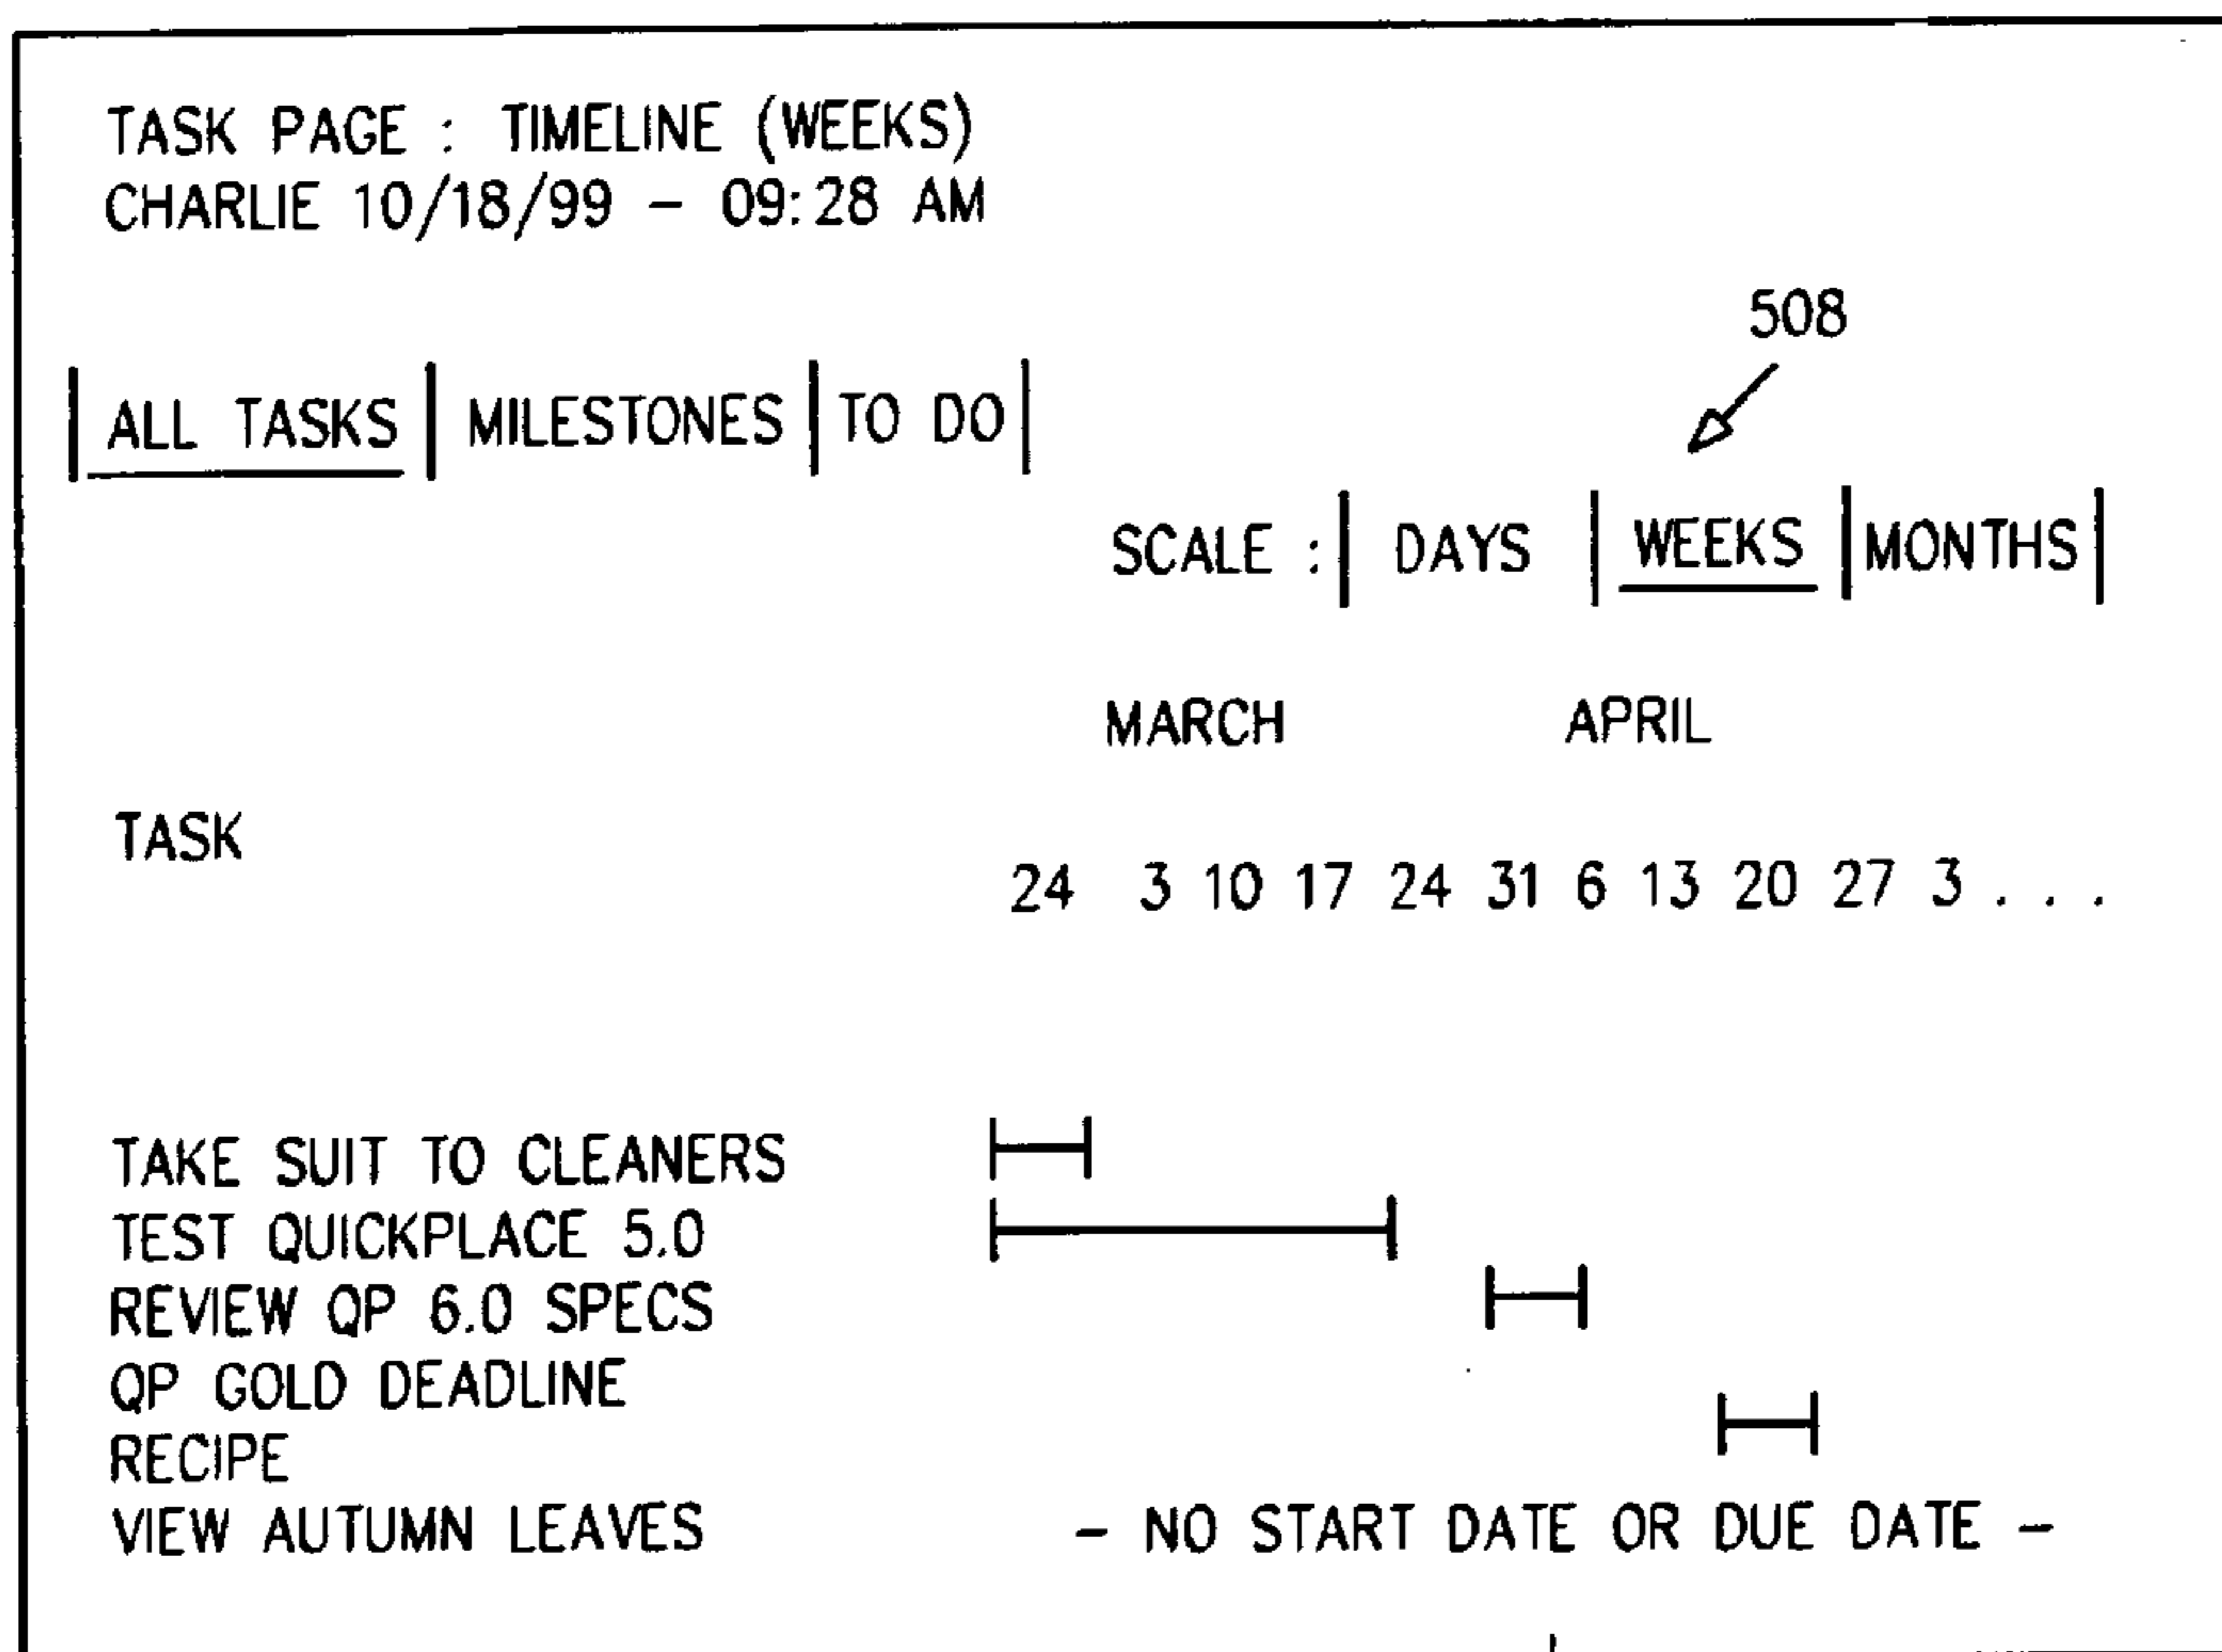 TASK PAGE : TIMELINE (WEEKS)
CHARLIE 10/18/99 – 09:28 AM
508
ALL TASKS MILESTONES TO DO
SCALE : DAYS WEEKS MONTHS
MARCH APRIL
TASK
24 3 10 17 24 31 6 13 20 27 3 . . .
TAKE SUIT TO CLEANERS
TEST QUICKPLACE 5.0
REVIEW QP 6.0 SPECS
QP GOLD DEADLINE
RECIPE
VIEW AUTUMN LEAVES – NO START DATE OR DUE DATE –